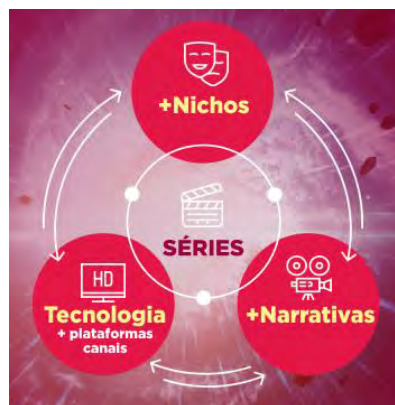 +Nichos
SÉRIES
HD
Tecnologia
+ plataformas
canais
+Narrativas